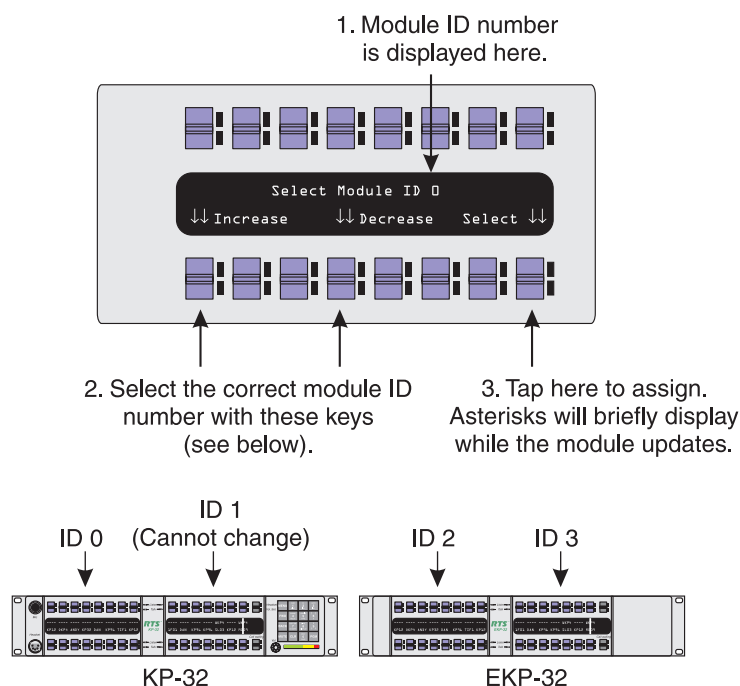 1. Module ID number
is displayed here.
Select Module ID 0
↓↓ Increase ↓↓ Decrease Select ↓↓
2. Select the correct module ID
number with these keys
(see below).
3. Tap here to assign.
Asterisks will briefly display
while the module updates.
ID 0
ID 1
(Cannot change)
ID 2
ID 3
RTS
RTS
KP-32
EKP-32